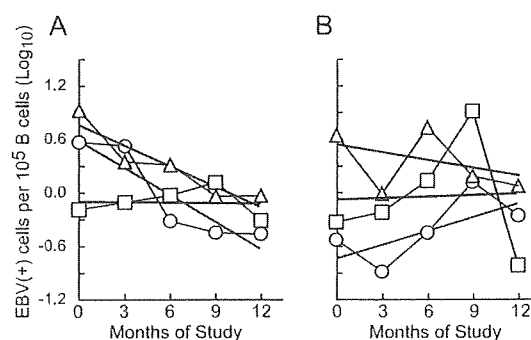 A
B
EBV(+) cells per 10⁵ B cells (Log₁₀)
1.2
0.6
0.0
-0.6
-1.2
0 3 6 9 12
0 3 6 9 12
Months of Study
Months of Study